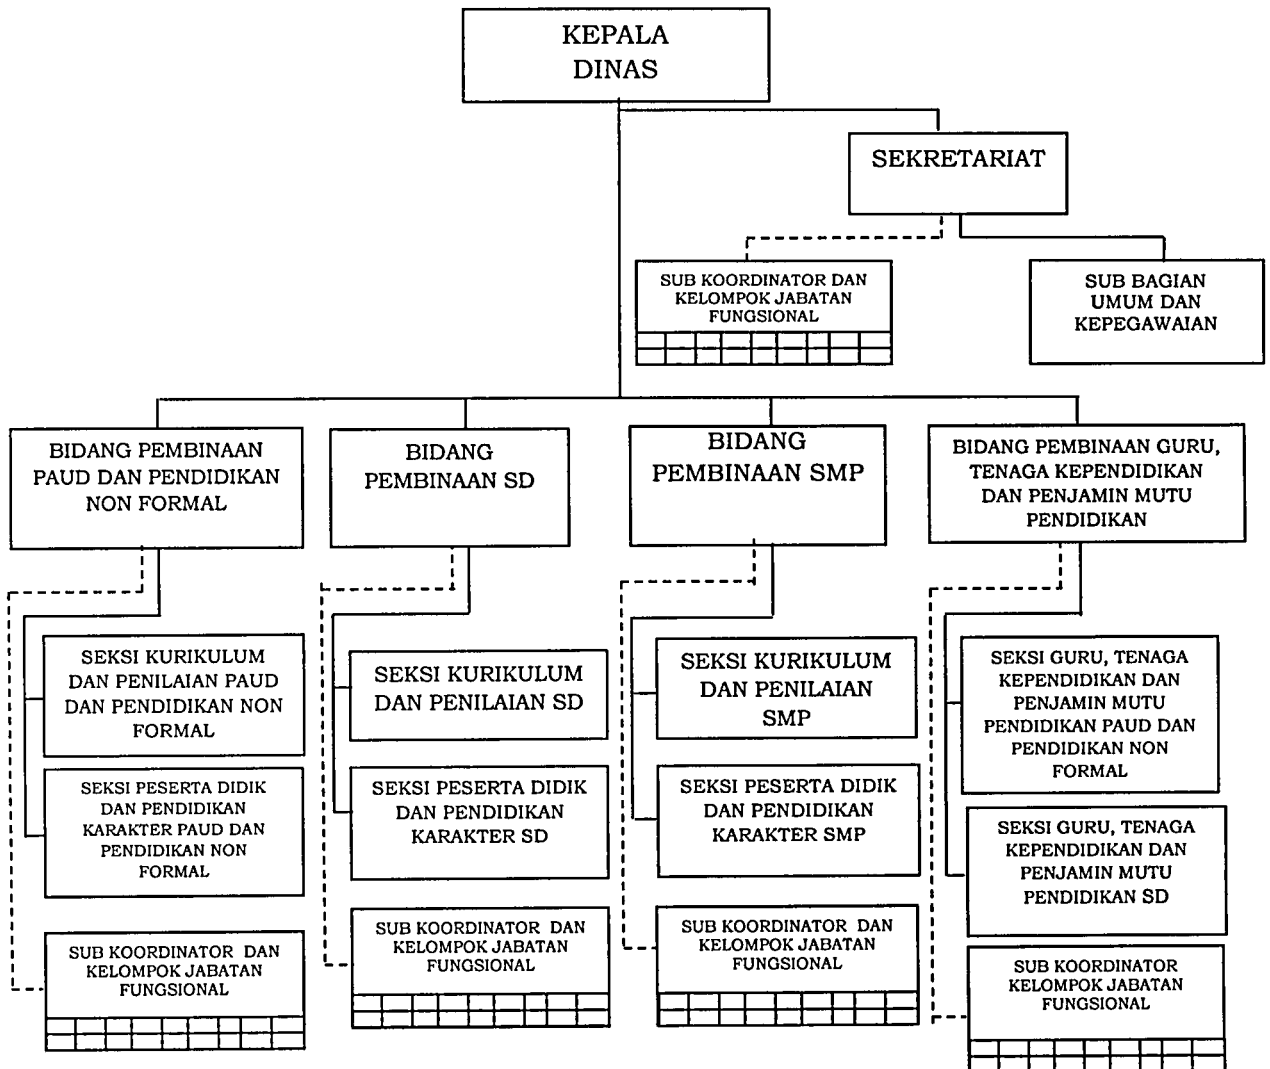 KEPALA
DINAS
SEKRETARIAT
SUB KOORDINATOR DAN
KELOMPOK JABATAN
FUNGSIONAL
SUB BAGIAN
UMUM DAN
KEPEGAWAIAN
BIDANG PEMBINAAN
PAUD DAN PENDIDIKAN
NON FORMAL
BIDANG
PEMBINAAN SD
BIDANG
PEMBINAAN SMP
BIDANG PEMBINAAN GURU,
TENAGA KEPENDIDIKAN
DAN PENJAMIN MUTU
PENDIDIKAN
SEKSI KURIKULUM
DAN PENILAIAN PAUD
DAN PENDIDIKAN NON
FORMAL
SEKSI KURIKULUM
DAN PENILAIAN SD
SEKSI KURIKULUM
DAN PENILAIAN
SMP
SEKSI GURU, TENAGA
KEPENDIDIKAN DAN
PENJAMIN MUTU
PENDIDIKAN PAUD DAN
PENDIDIKAN NON
FORMAL
SEKSI PESERTA DIDIK
DAN PENDIDIKAN
KARAKTER PAUD DAN
PENDIDIKAN NON
FORMAL
SEKSI PESERTA DIDIK
DAN PENDIDIKAN
KARAKTER SD
SEKSI PESERTA DIDIK
DAN PENDIDIKAN
KARAKTER SMP
SEKSI GURU, TENAGA
KEPENDIDIKAN DAN
PENJAMIN MUTU
PENDIDIKAN SD
SUB KOORDINATOR DAN
KELOMPOK JABATAN
FUNGSIONAL
SUB KOORDINATOR DAN
KELOMPOK JABATAN
FUNGSIONAL
SUB KOORDINATOR DAN
KELOMPOK JABATAN
FUNGSIONAL
SUB KOORDINATOR
KELOMPOK JABATAN
FUNGSIONAL